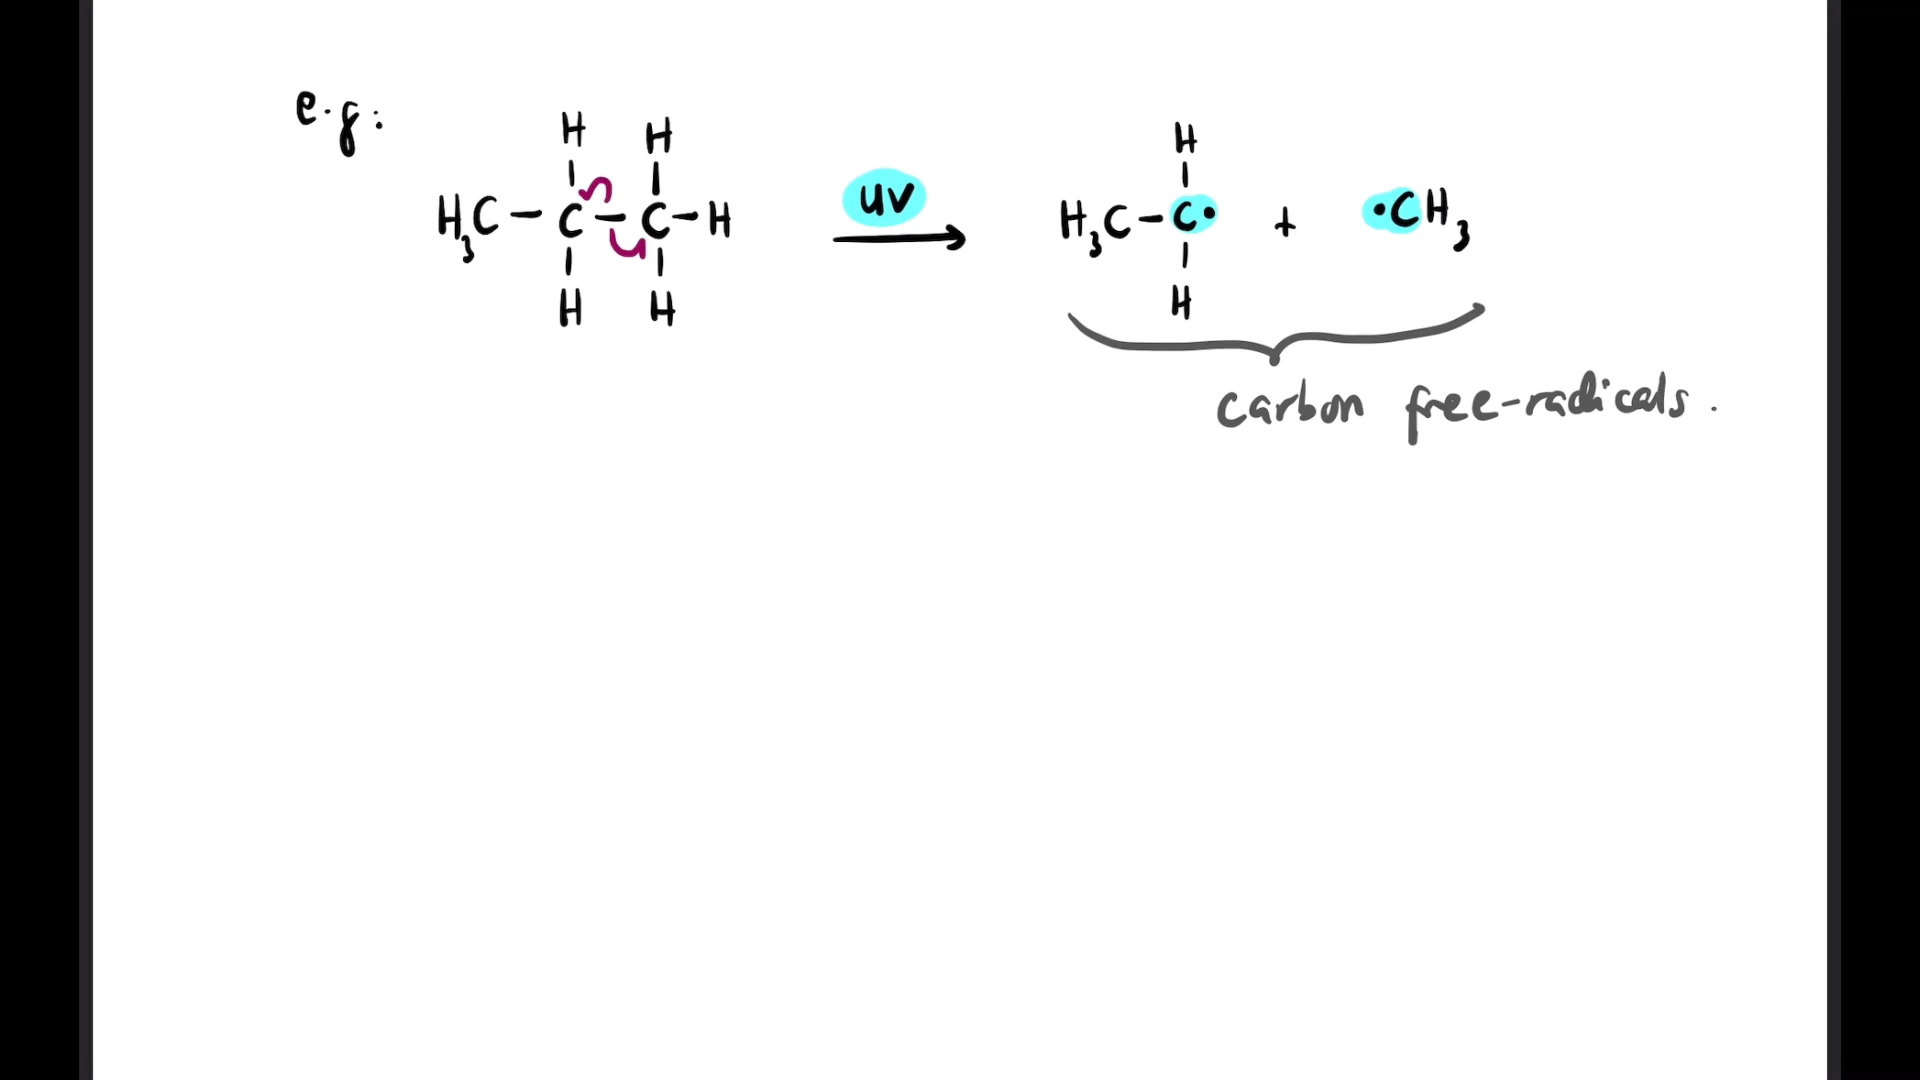 e.g:
H H
H₃C – C – C – H uv H₃C – C• + •CH₃
H H H
H
carbon free-radicals.